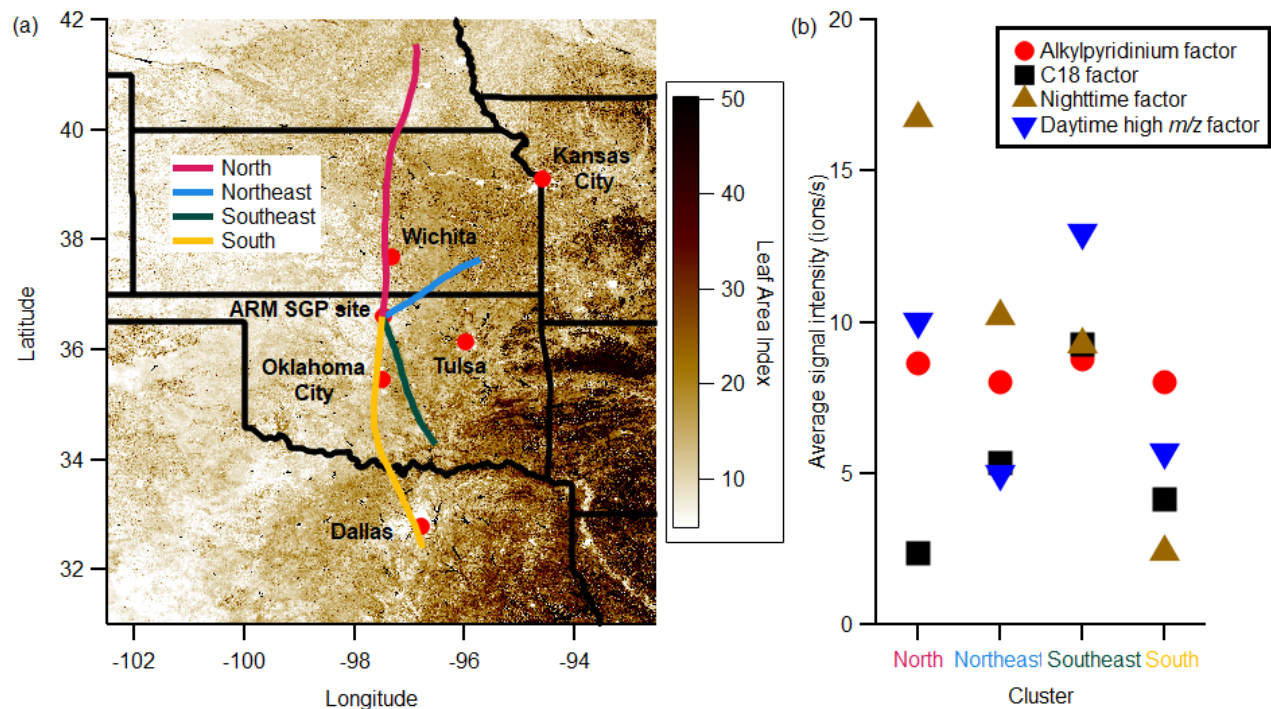 (a)
42
40
38
36
34
32
Latitude
-102
-100
-98
-96
-94
Longitude
North
Northeast
Southeast
South
Kansas
City
Wichita
ARM SGP site
Oklahoma
City
Tulsa
Dallas
50
40
30
20
10
Leaf Area Index
(b)
20
15
10
5
0
Average signal intensity (ions/s)
Alkylpyridinium factor
C18 factor
Nighttime factor
Daytime high m/z factor
North
Northeast
Southeast
South
Cluster